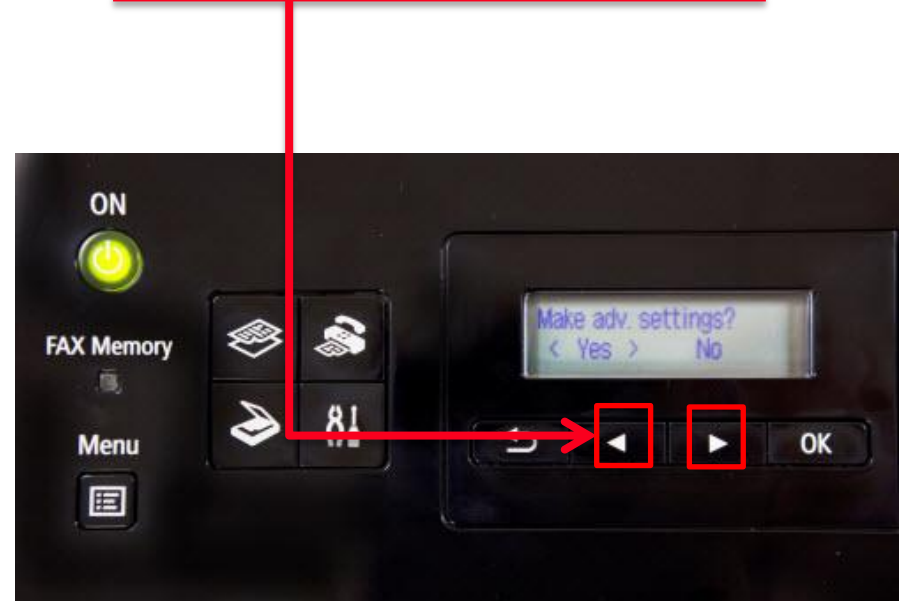 ON
FAX Memory
Menu
Make adv. settings?
< Yes > No
OK